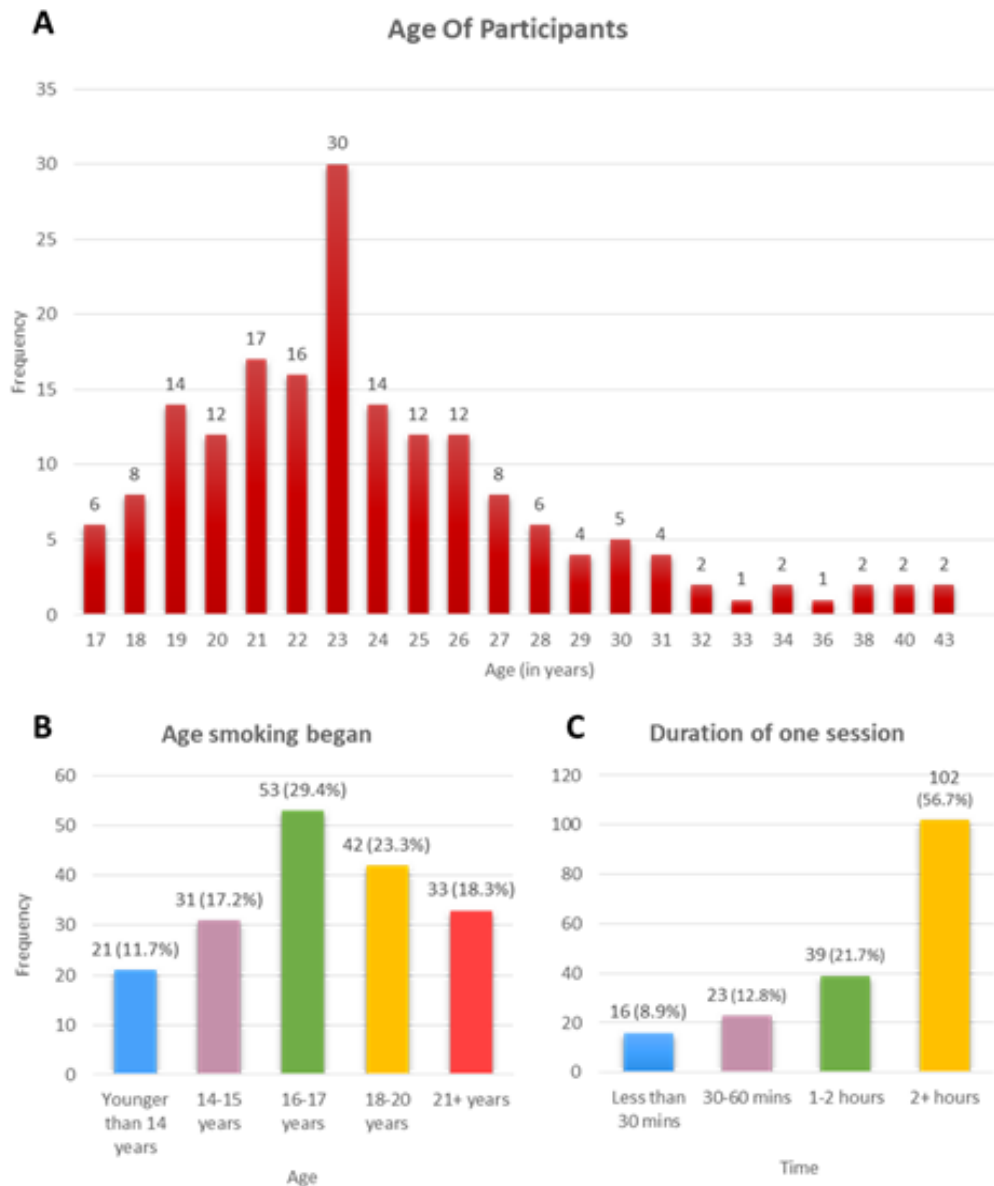 A
Age Of Participants
35
30
25
20
15
10
5
0
Frequency
6
8
14
12
17
16
30
14
12
12
8
6
4
5
4
2
1
2
1
2
2
2
17 18 19 20 21 22 23 24 25 26 27 28 29 30 31 32 33 34 36 38 40 43
Age (in years)
B
Age smoking began
60
50
40
30
20
10
0
Frequency
21 (11.7%)
31 (17.2%)
53 (29.4%)
42 (23.3%)
33 (18.3%)
Younger
than 14
years
14-15
years
16-17
years
18-20
years
21+ years
Age
C
Duration of one session
120
100
80
60
40
20
0
16 (8.9%)
23 (12.8%)
39 (21.7%)
102
(56.7%)
Less than
30 mins
30-60 mins
1-2 hours
2+ hours
Time